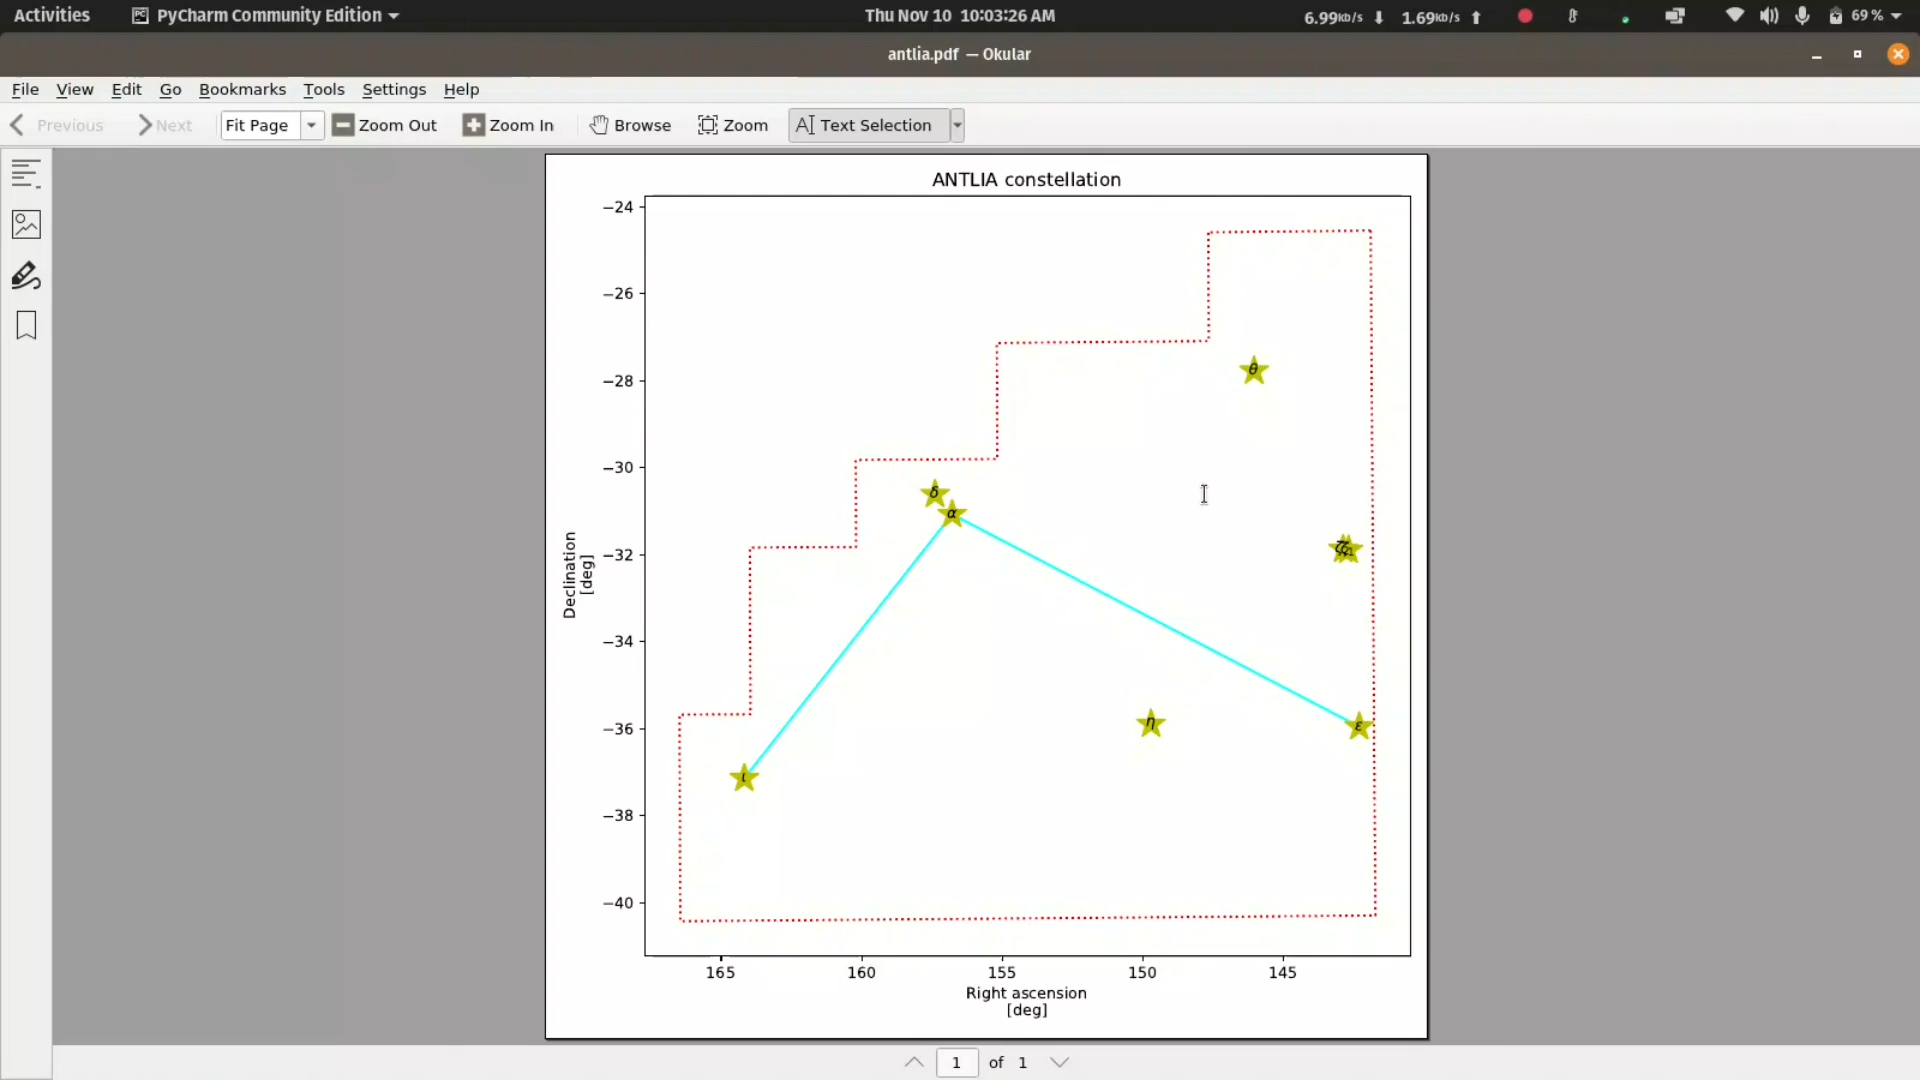 Activities PyCharm Community Edition Thu Nov 10 10:03:26 AM 6.99kb/s 1.69kb/s 69 %
antlia.pdf — Okular
File View Edit Go Bookmarks Tools Settings Help
Previous Next Fit Page Zoom Out Zoom In Browse Zoom Text Selection
ANTLIA constellation
−24
−26
θ
−28
−30
δ
α
−32
Declination
[deg]
−34
η
ε
−36
ι
−38
−40
165 160 155 150 145
Right ascension
[deg]
1 of 1